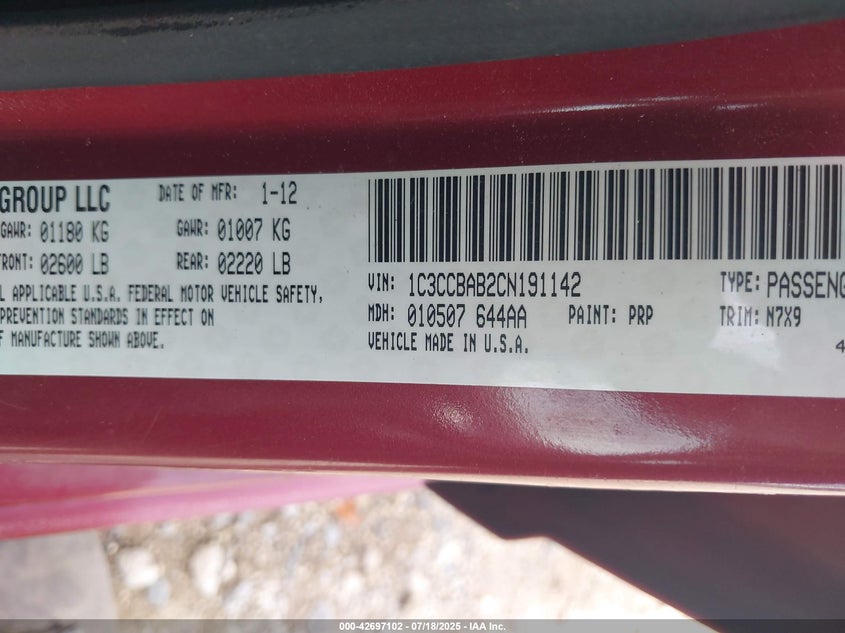 GROUP LLC DATE OF MFR: 1-12
GAWR: 01180 KG GAWR: 01007 KG
FRONT: 02600 LB REAR: 02220 LB
L APPLICABLE U.S.A. FEDERAL MOTOR VEHICLE SAFETY,
PREVENTION STANDARDS IN EFFECT ON
F MANUFACTURE SHOWN ABOVE.
VIN: 1C3CCBAB2CN191142 TYPE: PASSENG
MDH: 010507 644AA PAINT: PRP TRIM: N7X9
VEHICLE MADE IN U.S.A. 4
000-42697102 - 07/18/2025 - IAA Inc.